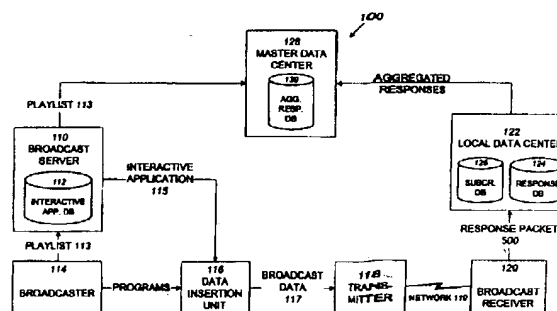 100
128
MASTER DATA
CENTER
130
AGG.
RESP.
DB
AGGREGATED
RESPONSES
PLAYLIST 113
110
BROADCAST
SERVER
112
INTERACTIVE
APP. DB
INTERACTIVE
APPLICATION
115
122
LOCAL DATA CENTER
126
SUBCR.
DB
124
RESPONSE
DB
PLAYLIST 113
RESPONSE PACKET
500
114
BROADCASTER
PROGRAMS
116
DATA
INSERTION
UNIT
BROADCAST
DATA
117
118
TRANS-
MITTER
NETWORK 119
120
BROADCAST
RECEIVER